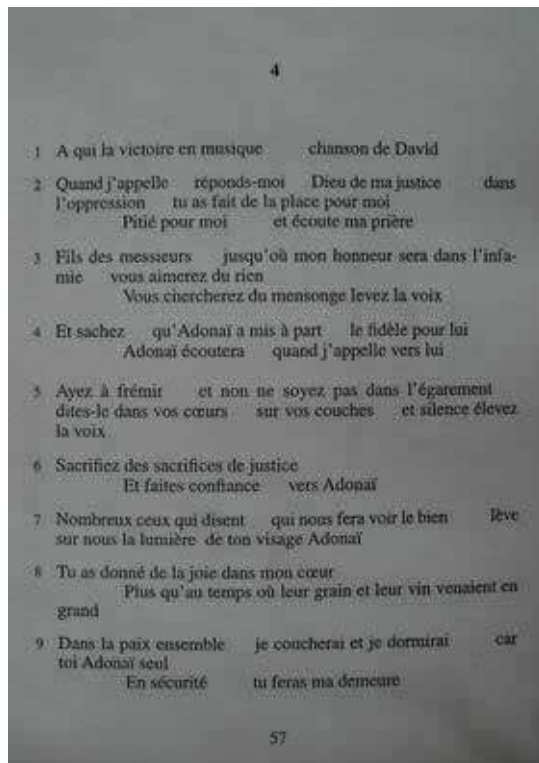 4
1 A qui la victoire en musique chanson de David
2 Quand j'appelle réponds-moi Dieu de ma justice dans
l'oppression tu as fait de la place pour moi
Pitié pour moi et écoute ma prière
3 Fils des messieurs jusqu'où mon honneur sera dans l'infa-
mie vous aimerez du rien
Vous chercherez du mensonge levez la voix
4 Et sachez qu'Adonaï a mis à part le fidèle pour lui
Adonaï écoutera quand j'appelle vers lui
5 Ayez à frémir et non ne soyez pas dans l'égarement
dites-le dans vos cœurs sur vos couches et silence élevez
la voix
6 Sacrifiez des sacrifices de justice
Et faites confiance vers Adonaï
7 Nombreux ceux qui disent qui nous fera voir le bien lève
sur nous la lumière de ton visage Adonaï
8 Tu as donné de la joie dans mon cœur
Plus qu'au temps où leur grain et leur vin venaient en
grand
9 Dans la paix ensemble je coucherai et je dormirai car
toi Adonaï seul
En sécurité tu feras ma demeure
57